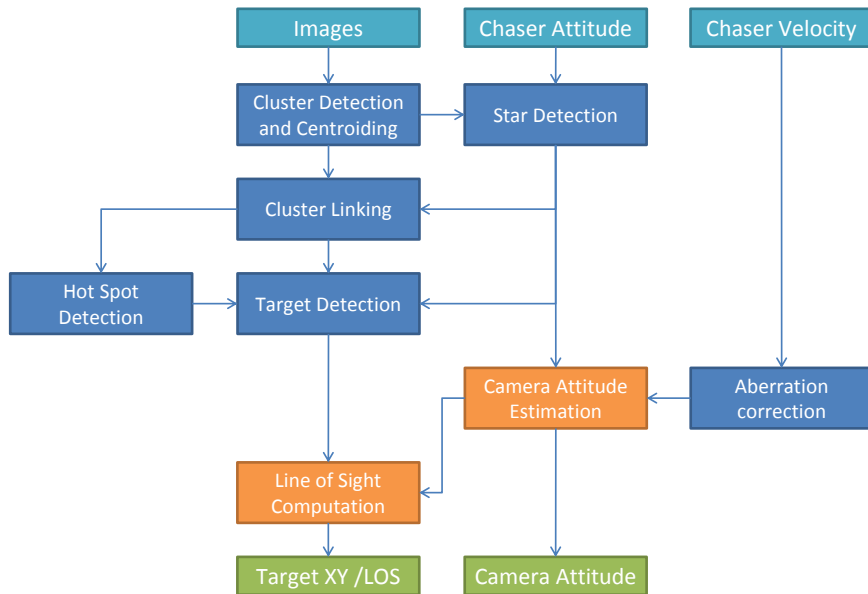 Images
Chaser Attitude
Chaser Velocity
Cluster Detection
and Centroiding
Star Detection
Cluster Linking
Hot Spot
Detection
Target Detection
Camera Attitude
Estimation
Aberration
correction
Line of Sight
Computation
Target XY /LOS
Camera Attitude